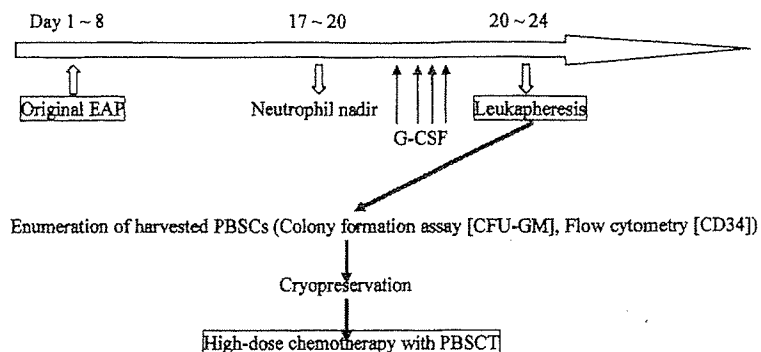 Day 1 ~ 8 17 ~ 20 20 ~ 24
Original EAP Neutrophil nadir Leukapheresis
G-CSF
Enumeration of harvested PBSCs (Colony formation assay [CFU-GM], Flow cytometry [CD34])
Cryopreservation
High-dose chemotherapy with PBSCT